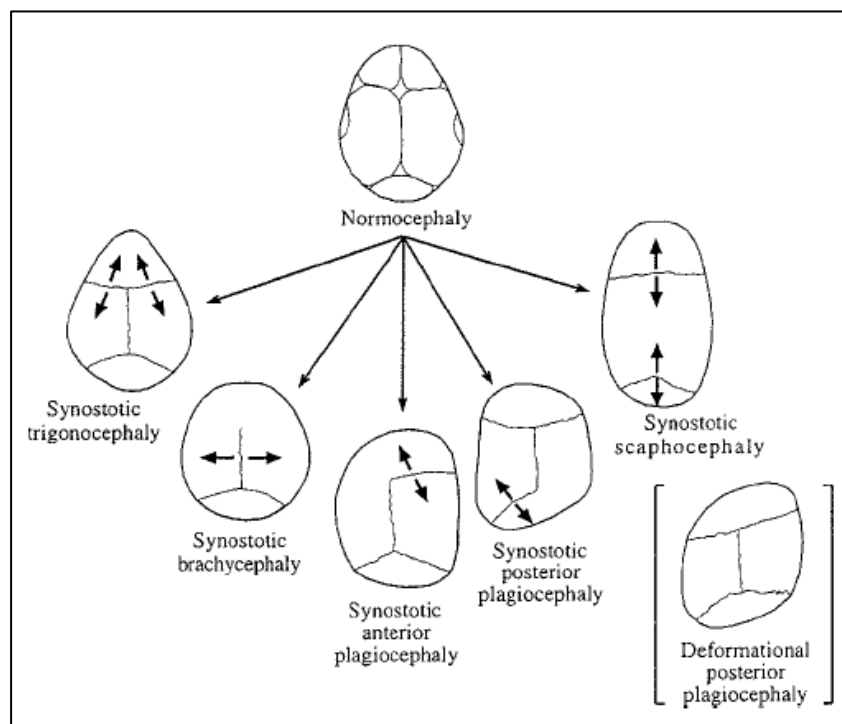 Normocephaly
Synostotic
trigonocephaly
Synostotic
brachycephaly
Synostotic
anterior
plagiocephaly
Synostotic
posterior
plagiocephaly
Synostotic
scaphocephaly
Deformational
posterior
plagiocephaly